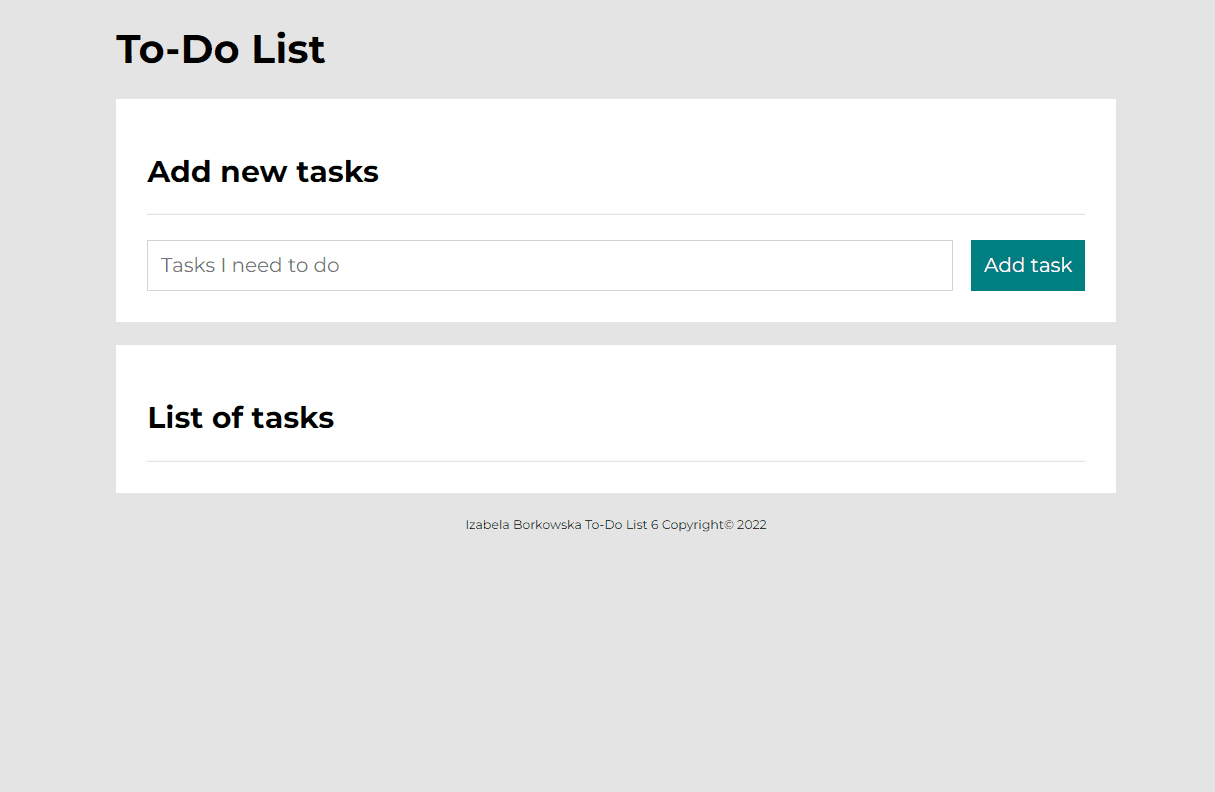 To-Do List
Add new tasks
Tasks I need to do
Add task
List of tasks
Izabela Borkowska To-Do List 6 Copyright© 2022